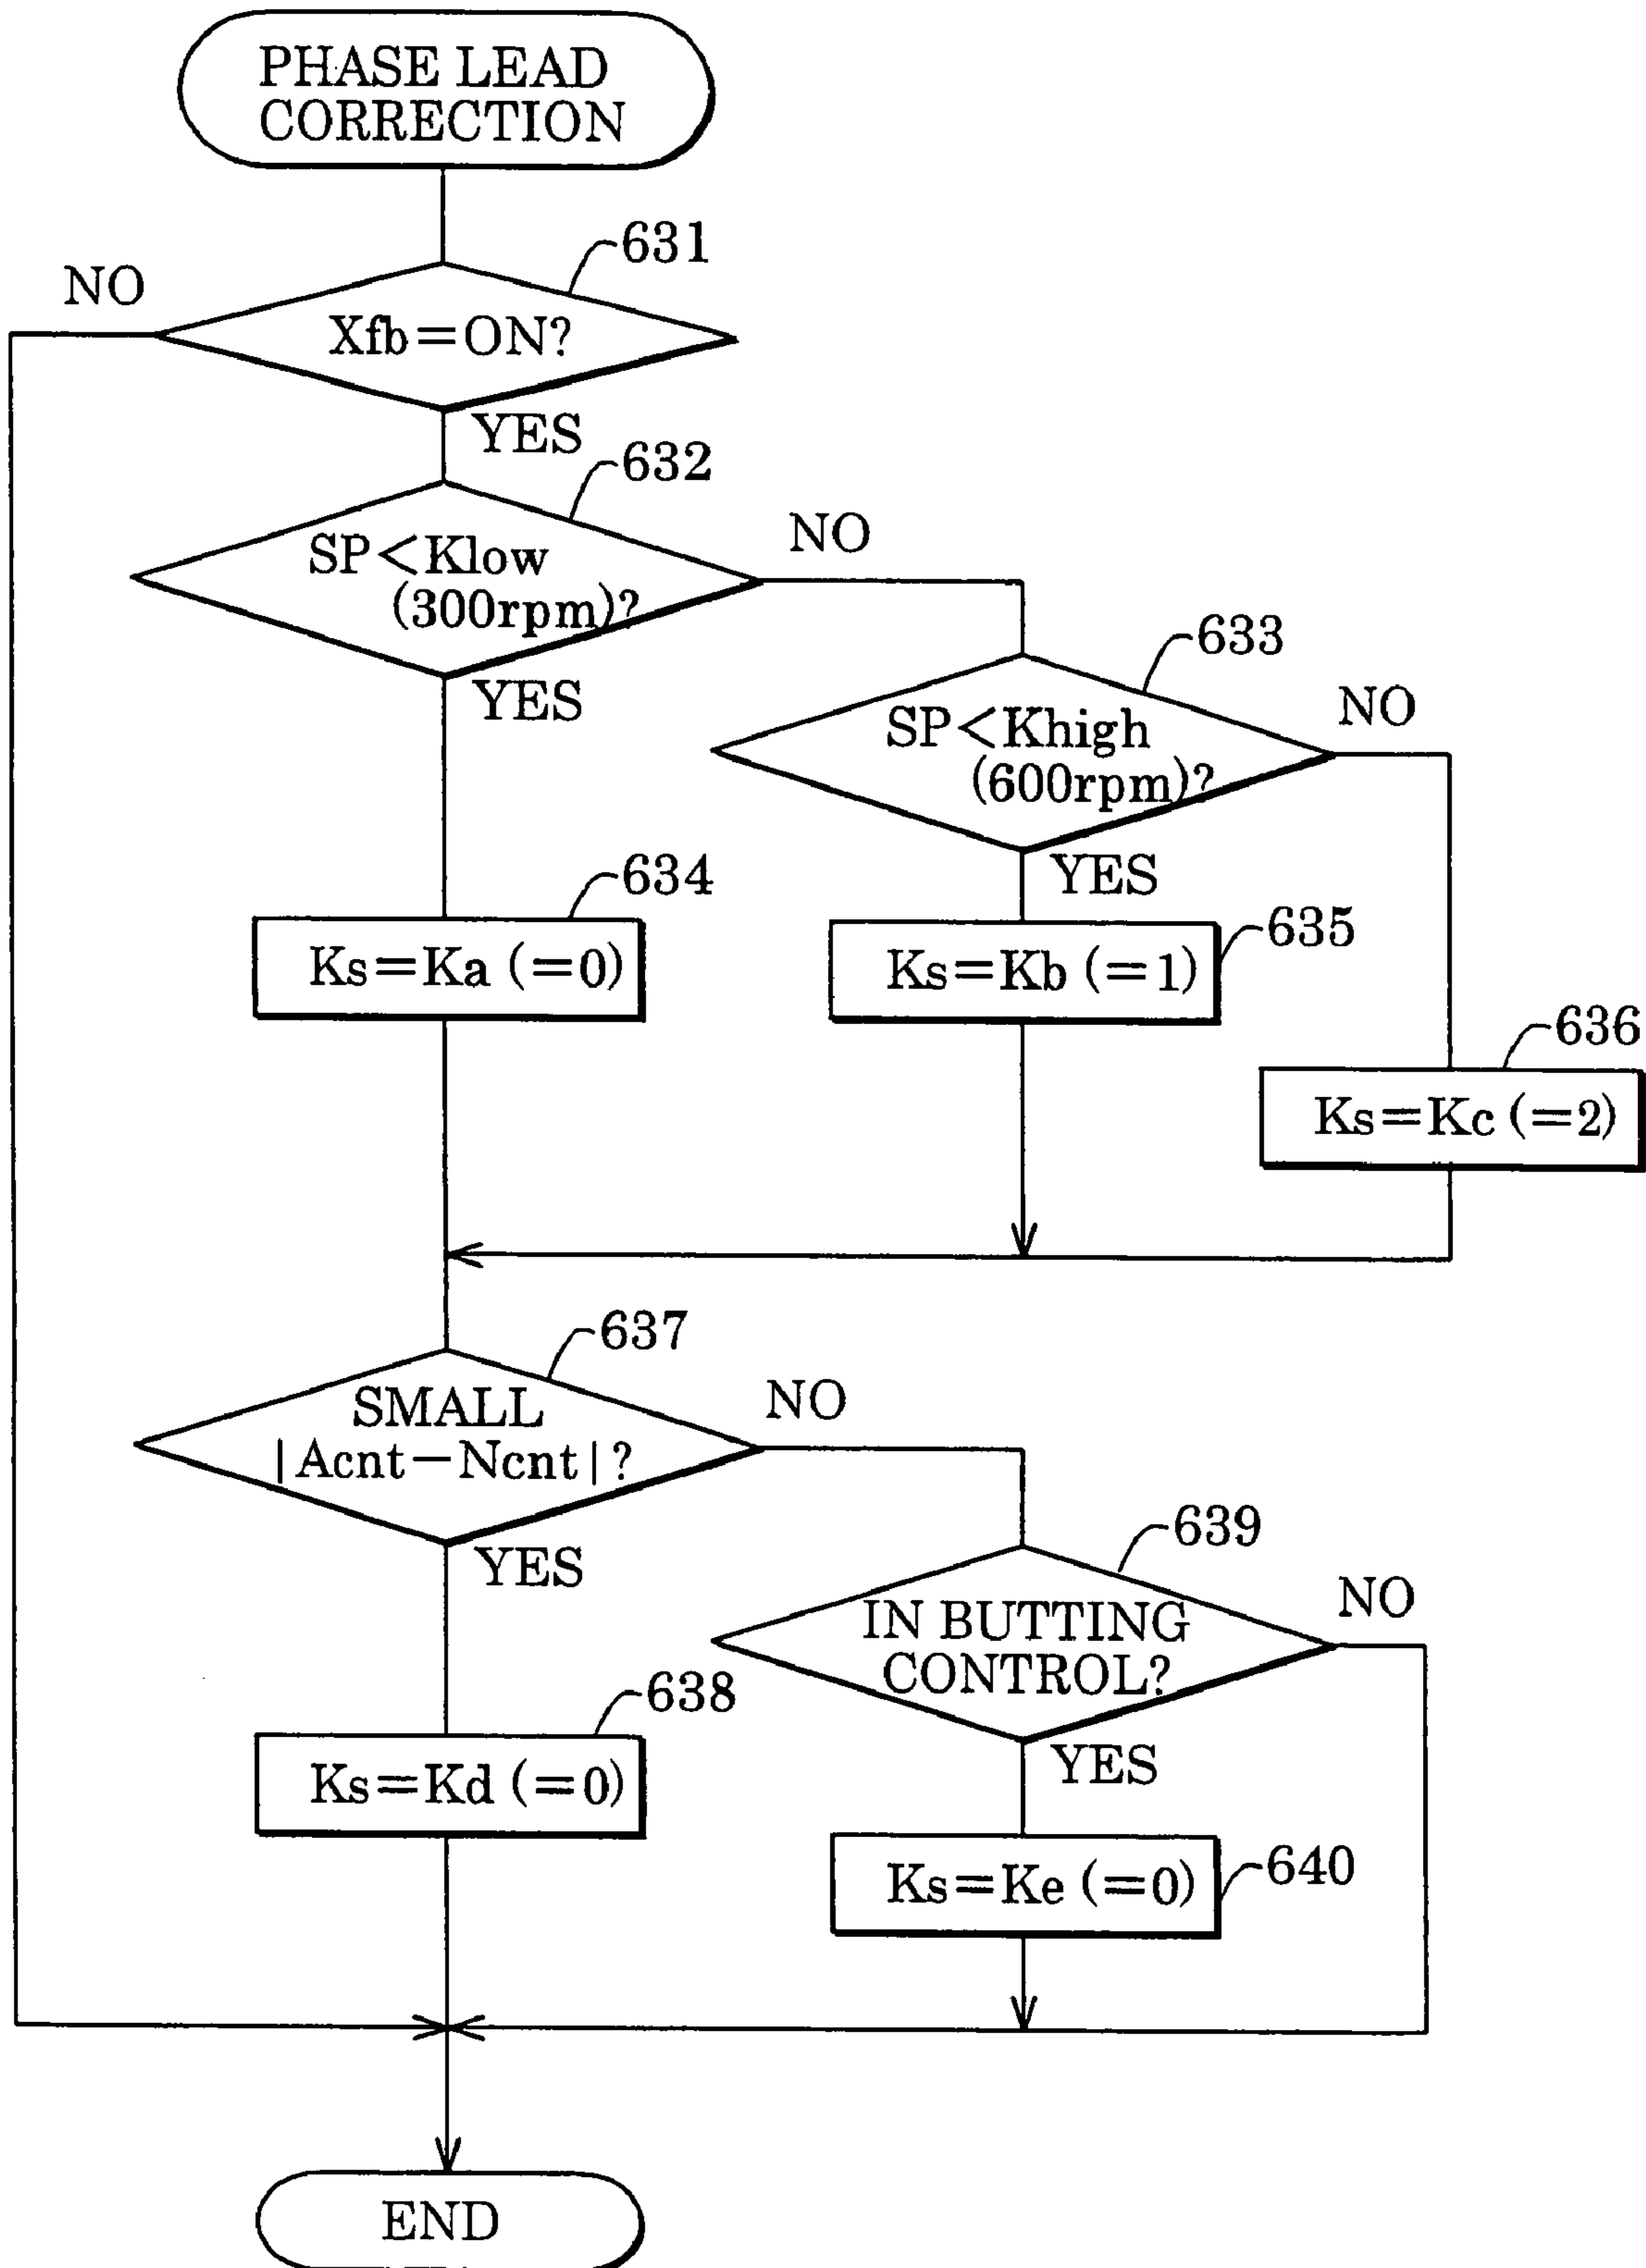 PHASE LEAD
CORRECTION
631
NO
Xfb=ON?
YES
632
SP<Klow
(300rpm)?
NO
YES
633
SP<Khigh
(600rpm)?
NO
YES
634
Ks=Ka (=0)
635
Ks=Kb (=1)
636
Ks=Kc (=2)
637
SMALL
|Acnt-Ncnt|?
NO
YES
639
IN BUTTING
CONTROL?
NO
YES
638
Ks=Kd (=0)
640
Ks=Ke (=0)
END